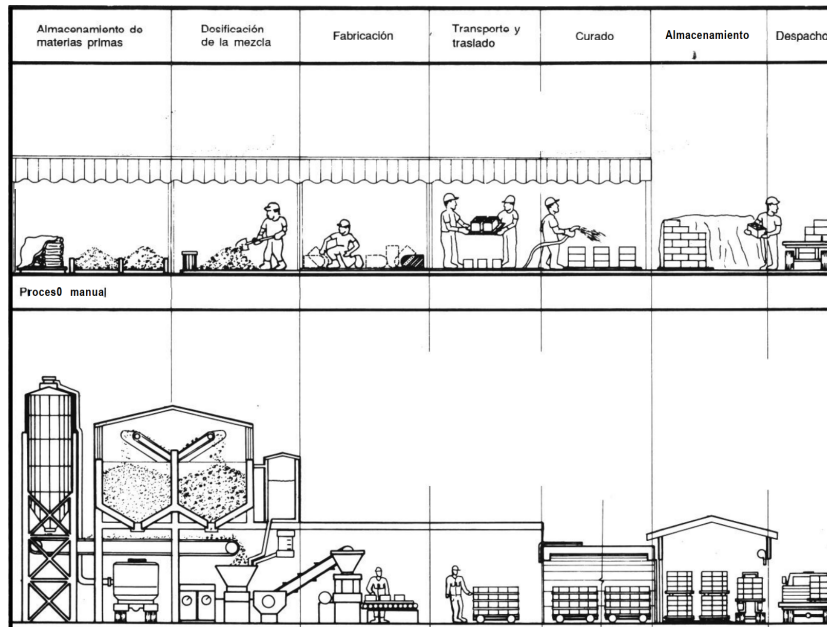 Almacenamiento de
materias primas
Dosificación
de la mezcla
Fabricación
Transporte y
traslado
Curado
Almacenamiento
Despacho
Proces0 manual